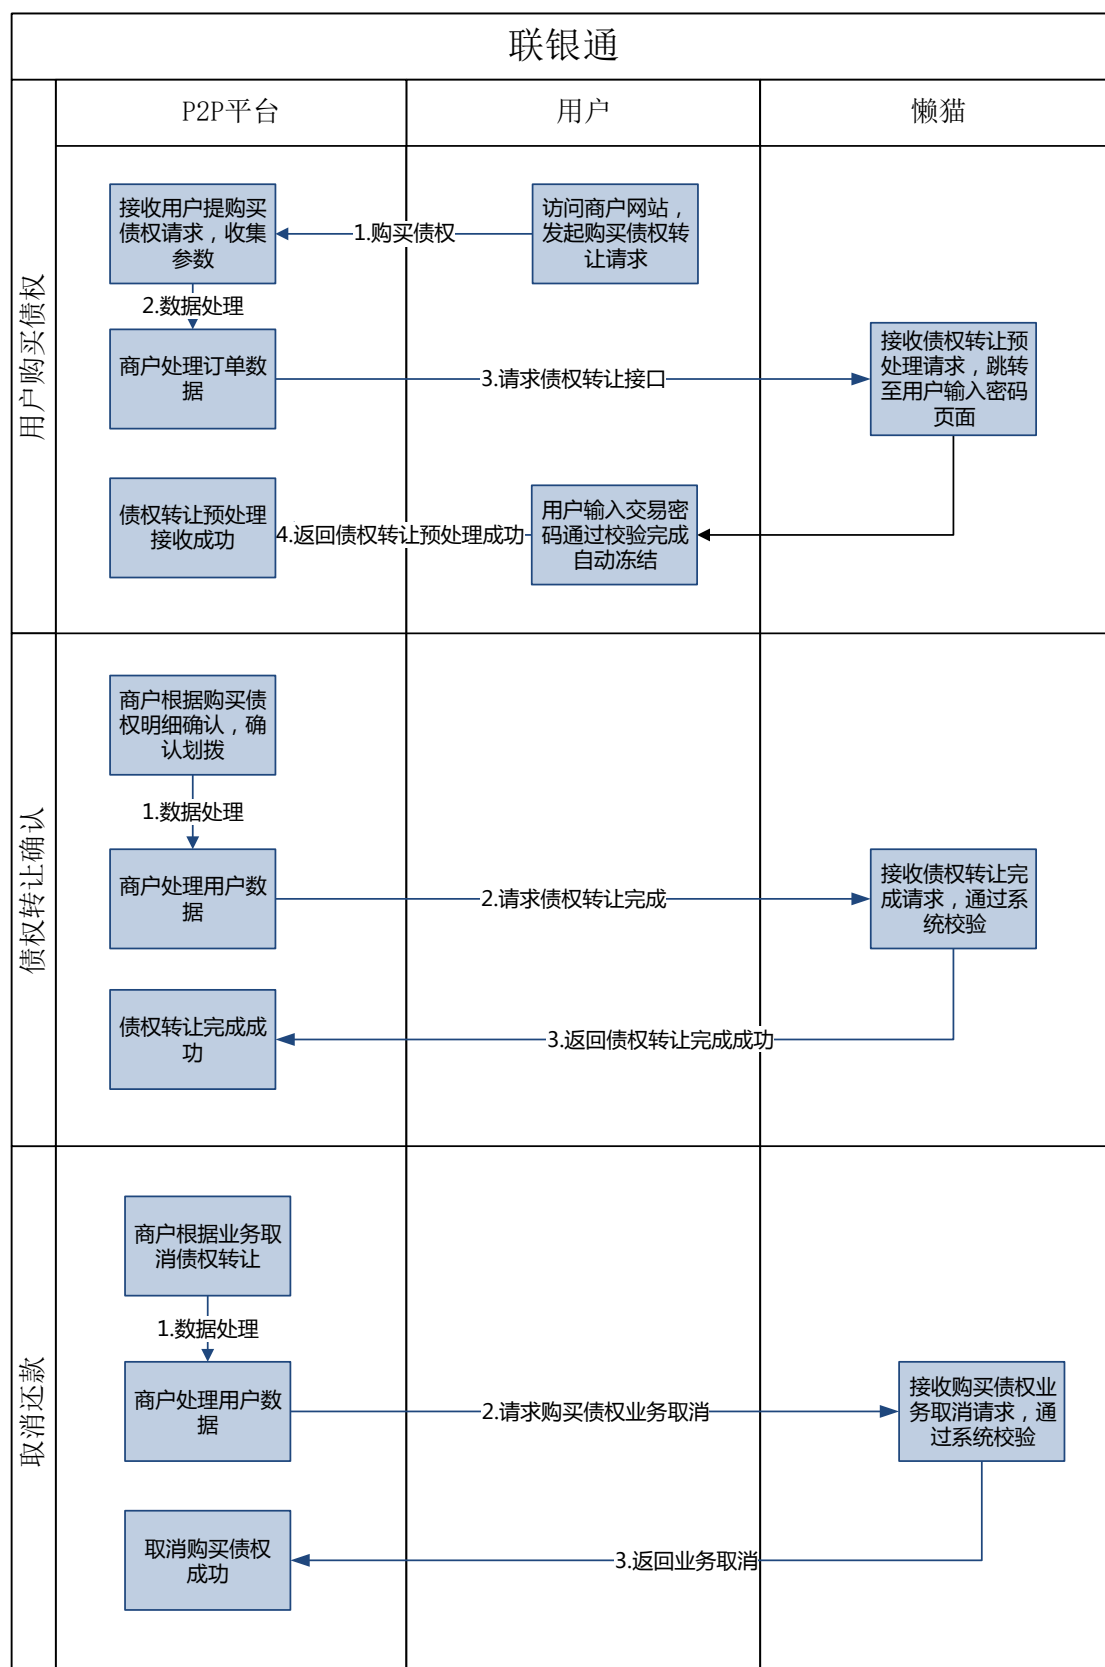 联银通
P2P平台
用户
懒猫
用户购买债权
接收用户提购买
债权请求，收集
参数
1.购买债权
访问商户网站，
发起购买债权转
让请求
2.数据处理
商户处理订单数
据
3.请求债权转让接口
接收债权转让预
处理请求，跳转
至用户输入密码
页面
债权转让预处理
接收成功
4.返回债权转让预处理成功
用户输入交易密
码通过校验完成
自动冻结
债权转让确认
商户根据购买债
权明细确认，确
认划拨
1.数据处理
商户处理用户数
据
2.请求债权转让完成
接收债权转让完
成请求，通过系
统校验
债权转让完成成
功
3.返回债权转让完成成功
取消还款
商户根据业务取
消债权转让
1.数据处理
商户处理用户数
据
2.请求购买债权业务取消
接收购买债权业
务取消请求，通
过系统校验
取消购买债权
成功
3.返回业务取消